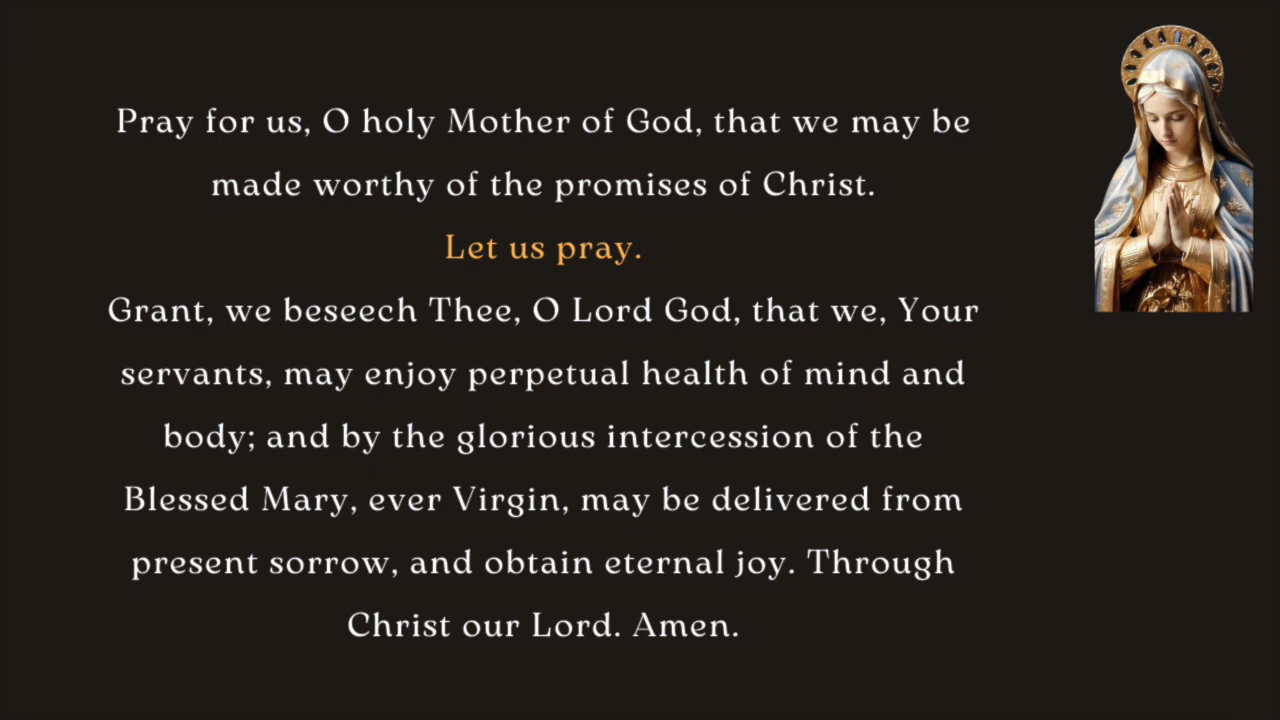 Pray for us, O holy Mother of God, that we may be
made worthy of the promises of Christ.
Let us pray.
Grant, we beseech Thee, O Lord God, that we, Your
servants, may enjoy perpetual health of mind and
body; and by the glorious intercession of the
Blessed Mary, ever Virgin, may be delivered from
present sorrow, and obtain eternal joy. Through
Christ our Lord. Amen.